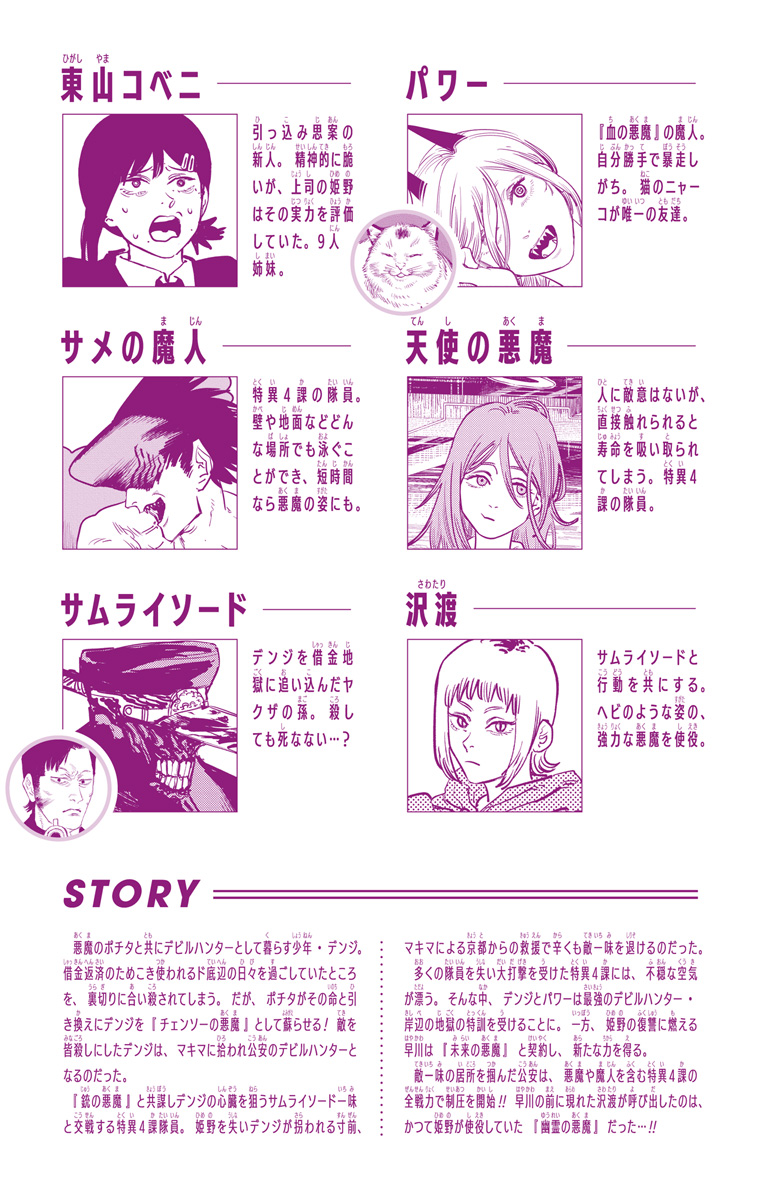 東山コベニ
引っ込み思案の
新人。精神的に脆
いが、上司の姫野
はその実力を評価
していた。9人
姉妹。
パワー
『血の悪魔』の魔人。
自分勝手で暴走し
がち。猫のニャー
コが唯一の友達。
サメの魔人
特異4課の隊員。
壁や地面などどん
な場所でも泳ぐこ
とができ、短時間
なら悪魔の姿にも。
天使の悪魔
人に敵意はないが、
直接触れられると
寿命を吸い取られ
てしまう。特異4
課の隊員。
サムライソード
デンジを借金地
獄に追い込んだヤ
クザの孫。殺し
ても死なない…?
沢渡
サムライソードと
行動を共にする。
ヘビのような姿の、
強力な悪魔を使役。
STORY
悪魔のポチタと共にデビルハンターとして暮らす少年・デンジ。
借金返済のためこき使われるド底辺の日々を過ごしていたところ
を、裏切りに合い殺されてしまう。だが、ポチタがその命と引
き換えにデンジを『チェンソーの悪魔』として蘇らせる!敵を
皆殺しにしたデンジは、マキマに拾われ公安のデビルハンターと
なるのだった。
『銃の悪魔』と共謀しデンジの心臓を狙うサムライソード一味
と交戦する特異4課隊員。姫野を失いデンジが拐われる寸前、
マキマによる京都からの救援で辛くも敵一味を退けるのだった。
多くの隊員を失い大打撃を受けた特異4課には、不穏な空気
が漂う。そんな中、デンジとパワーは最強のデビルハンター・
岸辺の地獄の特訓を受けることに。一方、姫野の復讐に燃える
早川は『未来の悪魔』と契約し、新たな力を得る。
敵一味の居所を掴んだ公安は、悪魔や魔人を含む特異4課の
全戦力で制圧を開始!!早川の前に現れた沢渡が呼び出したのは、
かつて姫野が使役していた『幽霊の悪魔』だった…!!